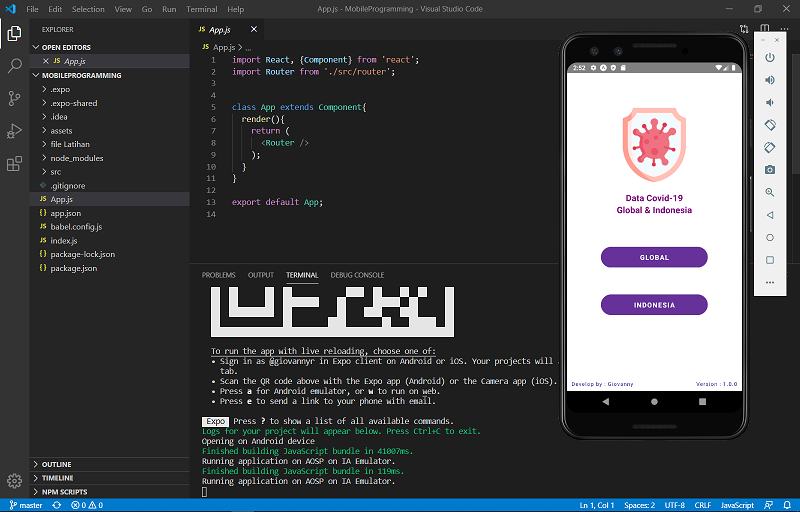 File Edit Selection View Go Run Terminal Help
App.js - MobileProgramming - Visual Studio Code
EXPLORER
OPEN EDITORS
JS App.js
MOBILEPROGRAMMING
.expo
.expo-shared
.idea
assets
file Latihan
node_modules
src
.gitignore
JS App.js
{} app.json
JS babel.config.js
JS index.js
{} package-lock.json
{} package.json
OUTLINE
TIMELINE
NPM SCRIPTS
JS App.js
JS App.js > ...
1 import React, {Component} from 'react';
2 import Router from './src/router';
3
4
5 class App extends Component{
6 render(){
7 return (
8 <Router />
9 );
10 }
11 }
12
13 export default App;
14
PROBLEMS OUTPUT TERMINAL DEBUG CONSOLE
To run the app with live reloading, choose one of:
• Sign in as @giovannyr in Expo client on Android or iOS. Your projects will
tab.
• Scan the QR code above with the Expo app (Android) or the Camera app (iOS).
• Press a for Android emulator, or w to run on web.
• Press e to send a link to your phone with email.
Expo Press ? to show a list of all available commands.
Logs for your project will appear below. Press Ctrl+C to exit.
Opening on Android device
Finished building JavaScript bundle in 41007ms.
Running application on AOSP on IA Emulator.
Finished building JavaScript bundle in 119ms.
Running application on AOSP on IA Emulator.
2:52
Data Covid-19
Global & Indonesia
GLOBAL
INDONESIA
Develop by : Giovanny
Version : 1.0.0
master 0 0
Ln 1, Col 1 Spaces: 2 UTF-8 CRLF JavaScript